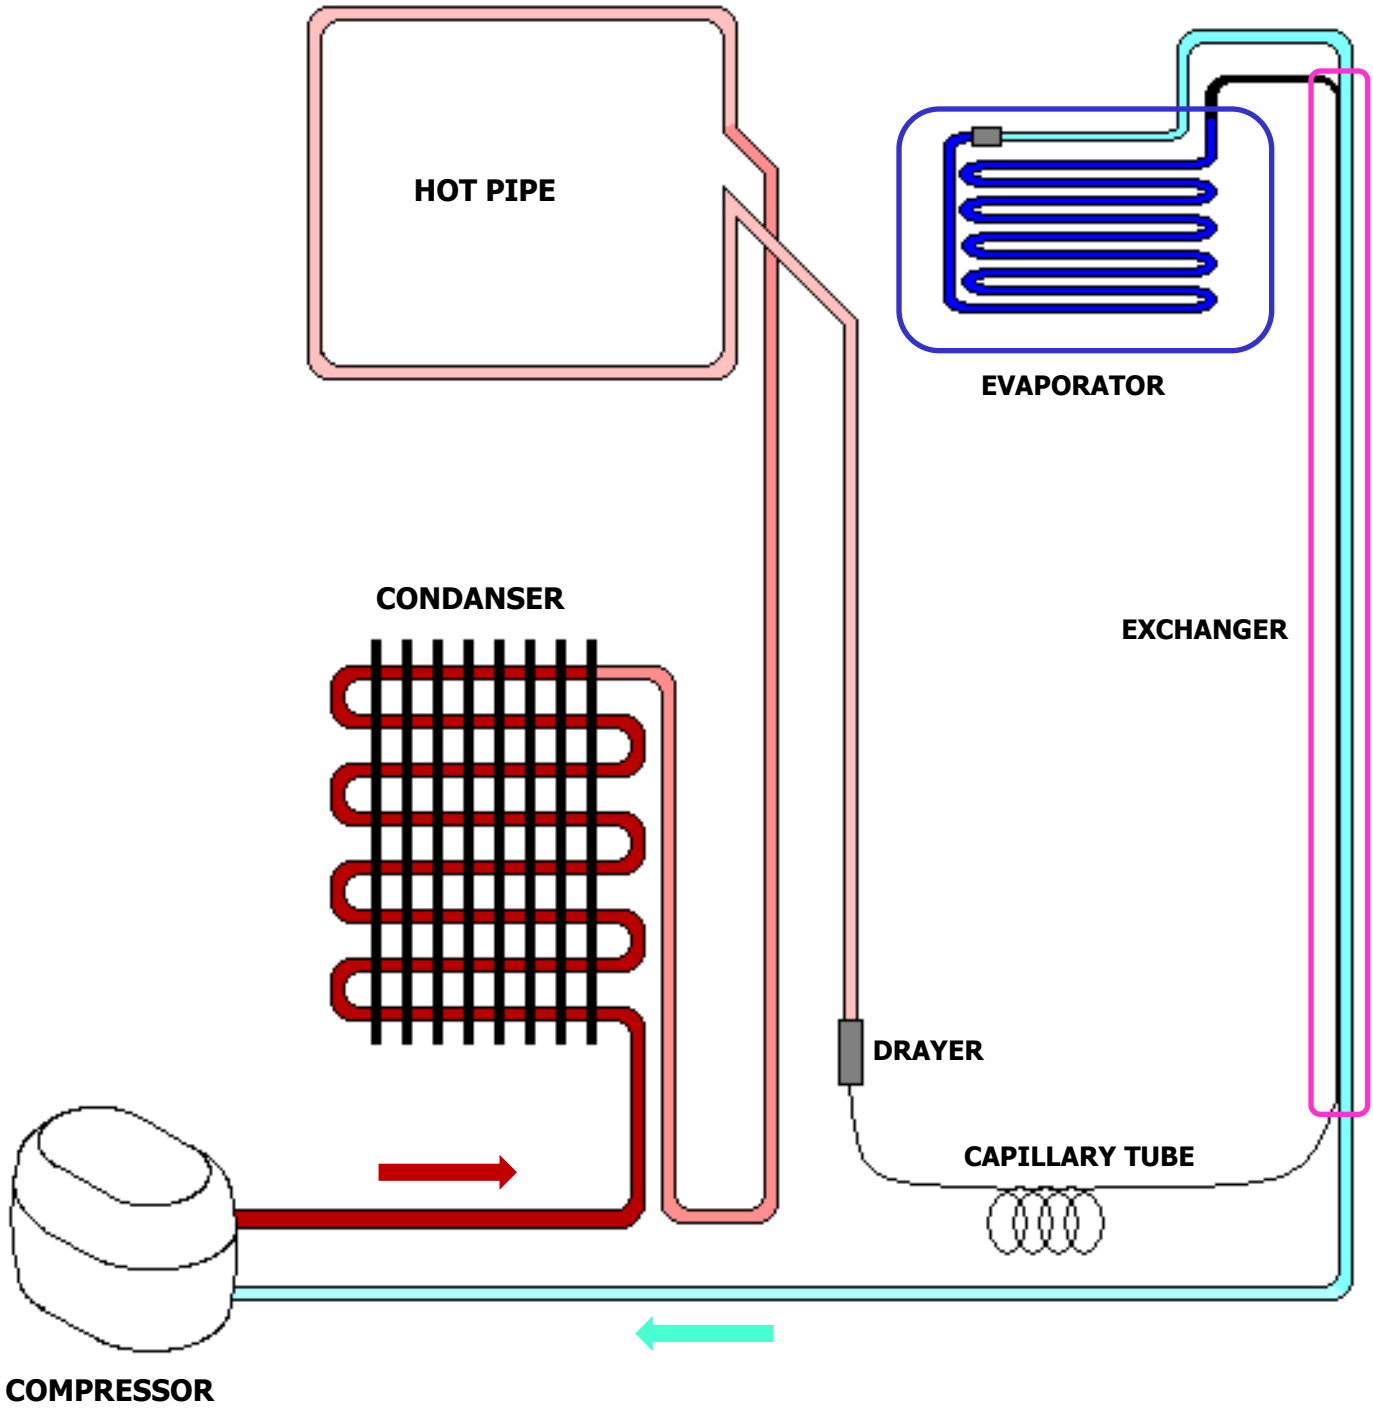 HOT PIPE
EVAPORATOR
CONDANSER
EXCHANGER
DRAYER
CAPILLARY TUBE
COMPRESSOR